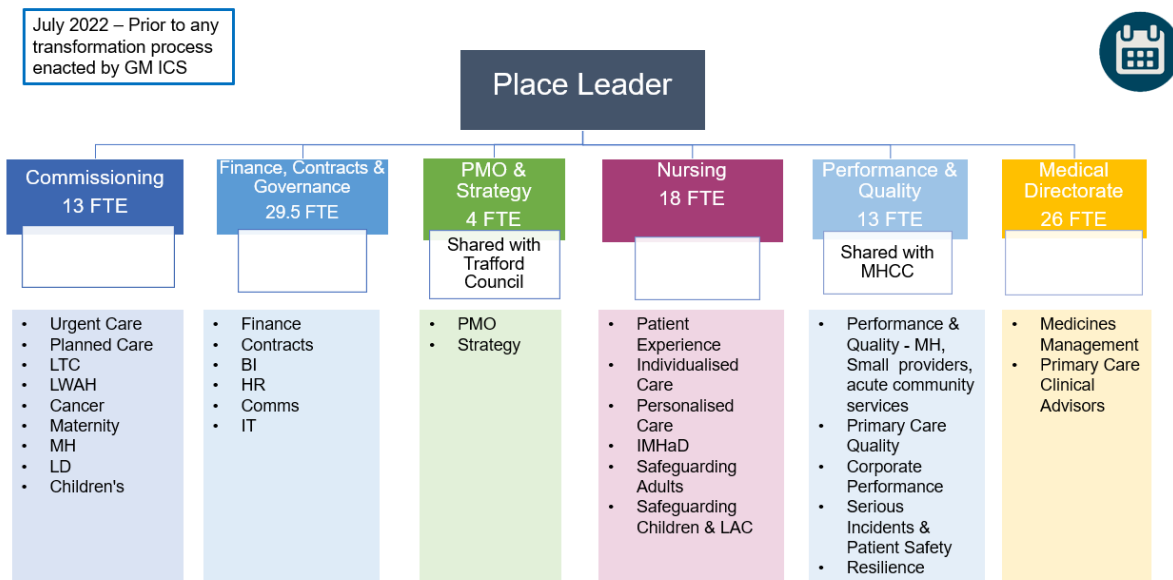 July 2022 – Prior to any
transformation process
enacted by GM ICS
Place Leader
Commissioning
13 FTE
Finance, Contracts &
Governance
29.5 FTE
PMO &
Strategy
4 FTE
Shared with
Trafford
Council
Nursing
18 FTE
Performance &
Quality
13 FTE
Shared with
MHCC
Medical
Directorate
26 FTE
• Urgent Care
• Planned Care
• LTC
• LWAH
• Cancer
• Maternity
• MH
• LD
• Children's
• Finance
• Contracts
• BI
• HR
• Comms
• IT
• PMO
• Strategy
• Patient
Experience
• Individualised
Care
• Personalised
Care
• IMHaD
• Safeguarding
Adults
• Safeguarding
Children & LAC
• Performance &
Quality - MH,
Small providers,
acute community
services
• Primary Care
Quality
• Corporate
Performance
• Serious
Incidents &
Patient Safety
• Resilience
• Medicines
Management
• Primary Care
Clinical
Advisors